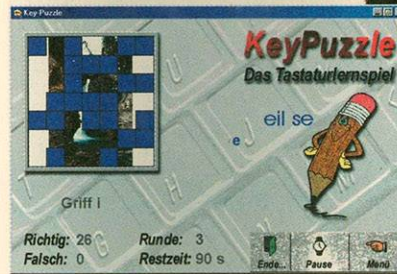 Key-Puzzle
KeyPuzzle
Das Tastaturlernspiel
eil se
e
Griff i
Richtig: 26
Runde: 3
Falsch: 0
Restzeit: 90 s
Ende...
Pause
Menü